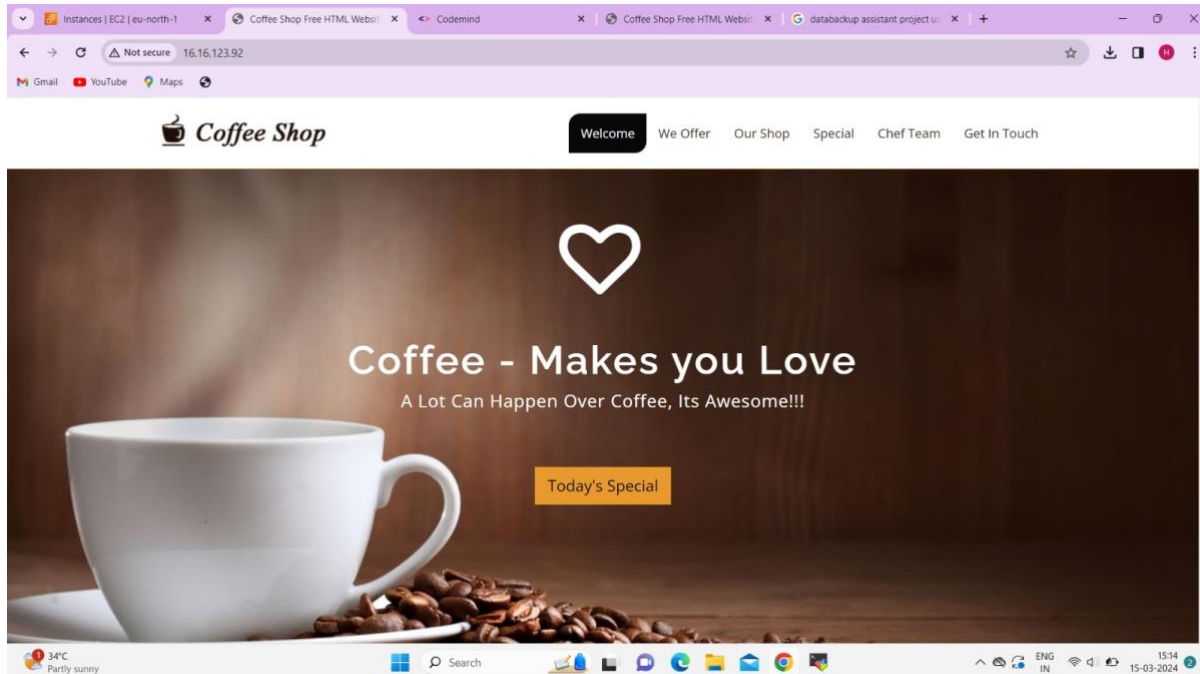 Instances | EC2 | eu-north-1
Coffee Shop Free HTML Websit
Codemind
Coffee Shop Free HTML Websit
databackup assistant project us
Not secure 16.16.123.92
H
Gmail YouTube Maps
Coffee Shop
Welcome We Offer Our Shop Special Chef Team Get In Touch
Coffee - Makes you Love
A Lot Can Happen Over Coffee, Its Awesome!!!
Today's Special
1
34°C
Partly sunny
Search
ENG
IN
15:14
15-03-2024
2